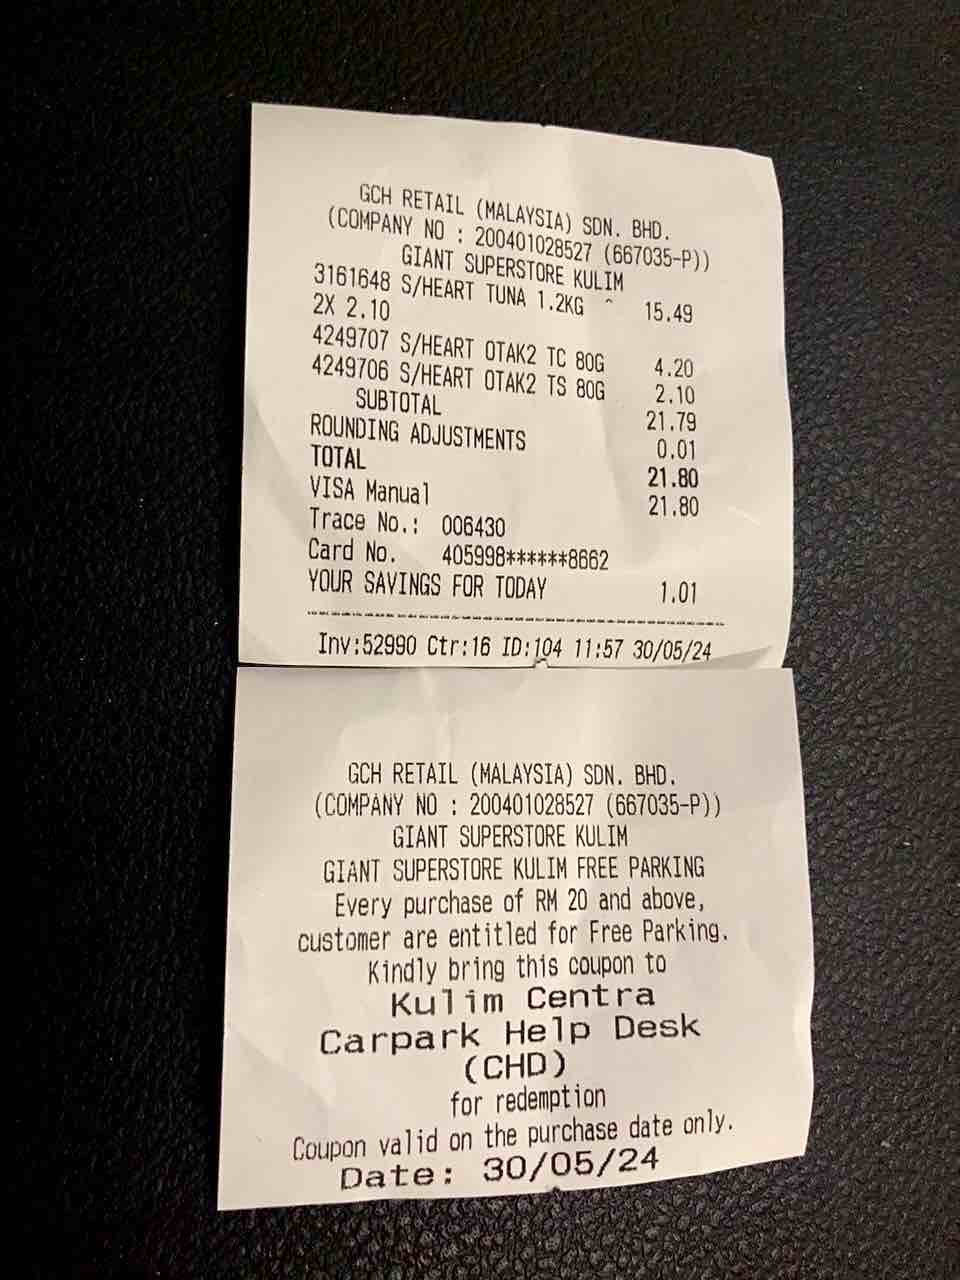 GCH RETAIL (MALAYSIA) SDN. BHD.
(COMPANY NO : 200401028527 (667035-P))
GIANT SUPERSTORE KULIM
3161648 S/HEART TUNA 1.2KG ^ 15.49
2X 2.10
4249707 S/HEART OTAK2 TC 80G 4.20
4249706 S/HEART OTAK2 TS 80G 2.10
SUBTOTAL 21.79
ROUNDING ADJUSTMENTS 0.01
TOTAL 21.80
VISA Manual 21.80
Trace No.: 006430
Card No. 405998******8662
YOUR SAVINGS FOR TODAY 1.01
Inv:52990 Ctr:16 ID:104 11:57 30/05/24
GCH RETAIL (MALAYSIA) SDN. BHD.
(COMPANY NO : 200401028527 (667035-P))
GIANT SUPERSTORE KULIM
GIANT SUPERSTORE KULIM FREE PARKING
Every purchase of RM 20 and above,
customer are entitled for Free Parking.
Kindly bring this coupon to
Kulim Centra
Carpark Help Desk
(CHD)
for redemption
Coupon valid on the purchase date only.
Date: 30/05/24